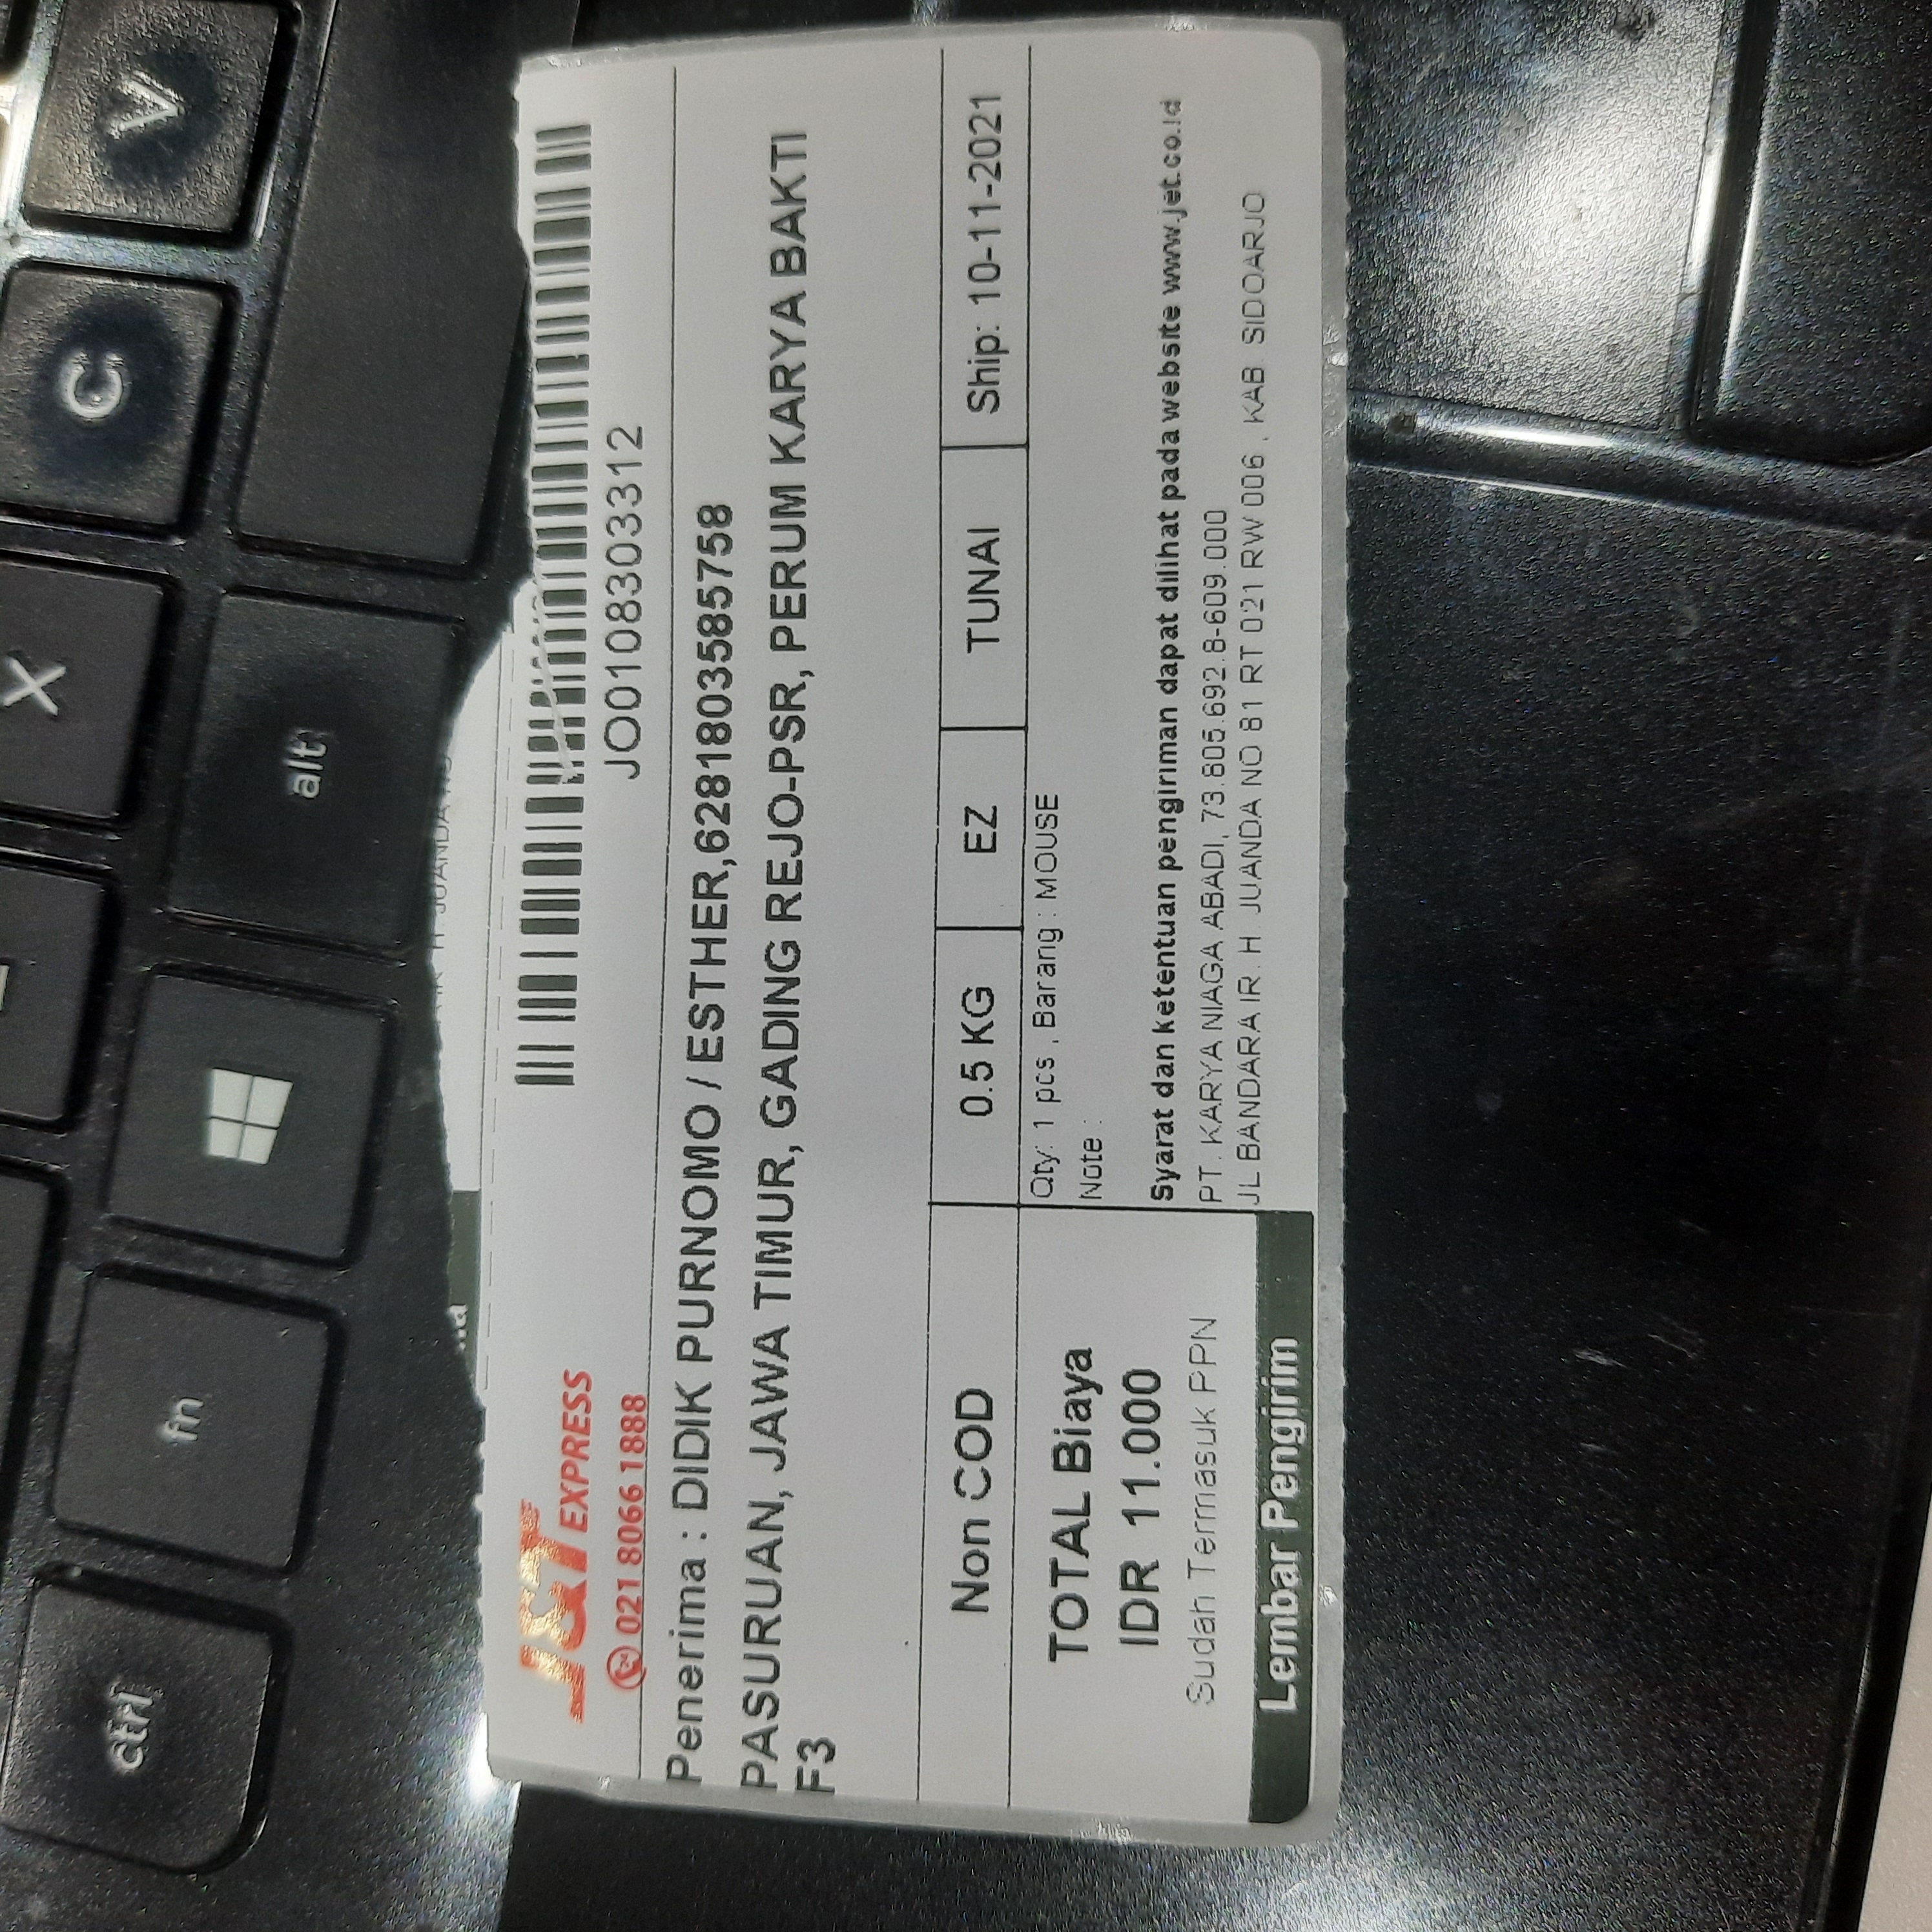 X
C
V
ctrl
fn
alt
IR H JUANDA NO
J&T EXPRESS
24 021 8066 1888
JO0108303312
Penerima : DIDIK PURNOMO / ESTHER,6281803585758
PASURUAN, JAWA TIMUR, GADING REJO-PSR, PERUM KARYA BAKTI
F3
Non COD
0.5 KG
EZ
TUNAI
Ship: 10-11-2021
TOTAL Biaya
IDR 11.000
Sudah Termasuk PPN
Lembar Pengirim
Qty: 1 pcs , Barang : MOUSE
Note :
Syarat dan ketentuan pengiriman dapat dilihat pada website www.jet.co.id
PT. KARYA NIAGA ABADI, 73.805.692.8-609.000
JL BANDARA IR. H. JUANDA NO 81 RT 021 RW 006 , KAB. SIDOARJO